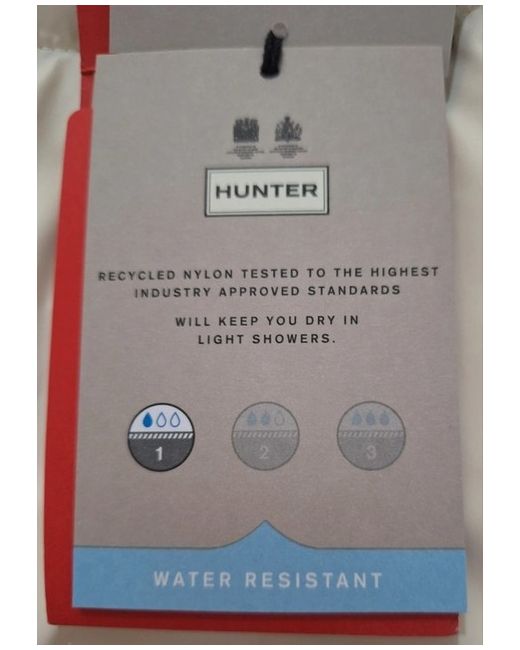 HUNTER
RECYCLED NYLON TESTED TO THE HIGHEST
INDUSTRY APPROVED STANDARDS
WILL KEEP YOU DRY IN
LIGHT SHOWERS.
1 2 3
WATER RESISTANT